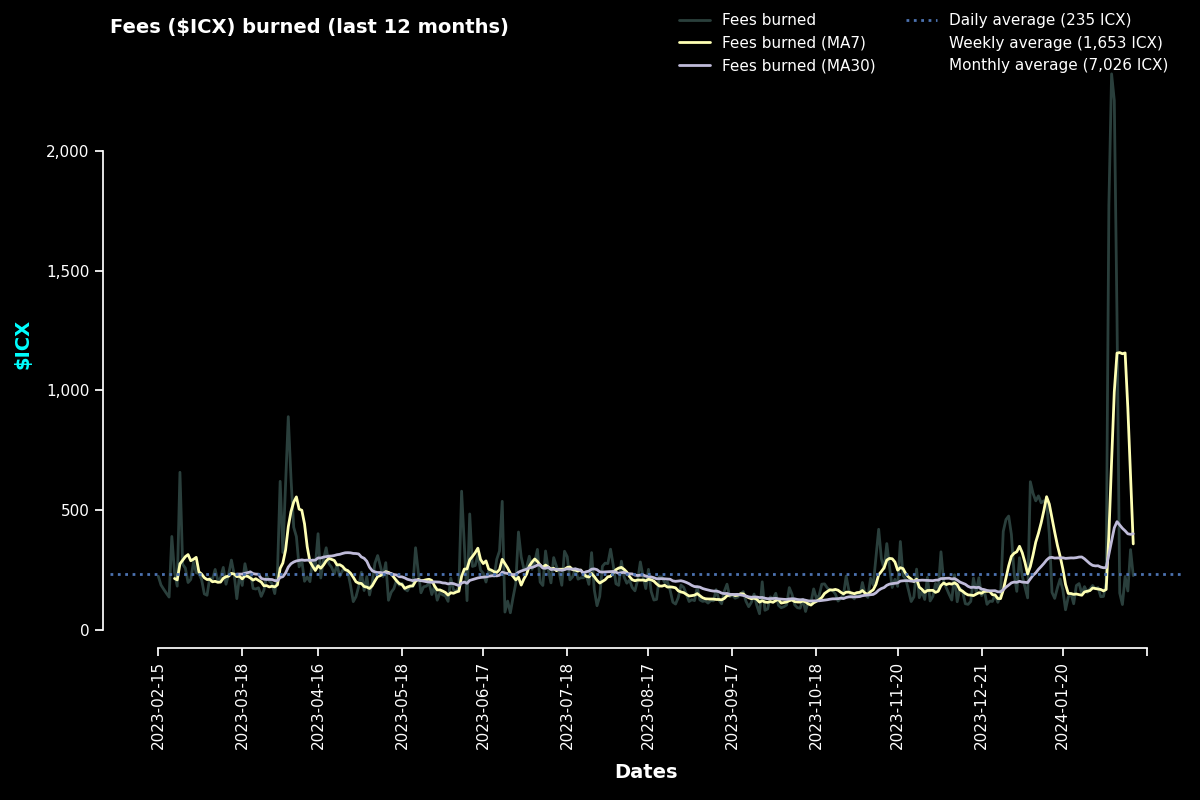 Fees ($ICX) burned (last 12 months)
Fees burned
Fees burned (MA7)
Fees burned (MA30)
Daily average (235 ICX)
Weekly average (1,653 ICX)
Monthly average (7,026 ICX)
2,000
1,500
1,000
500
0
$ICX
2023-02-15
2023-03-18
2023-04-16
2023-05-18
2023-06-17
2023-07-18
2023-08-17
2023-09-17
2023-10-18
2023-11-20
2023-12-21
2024-01-20
Dates